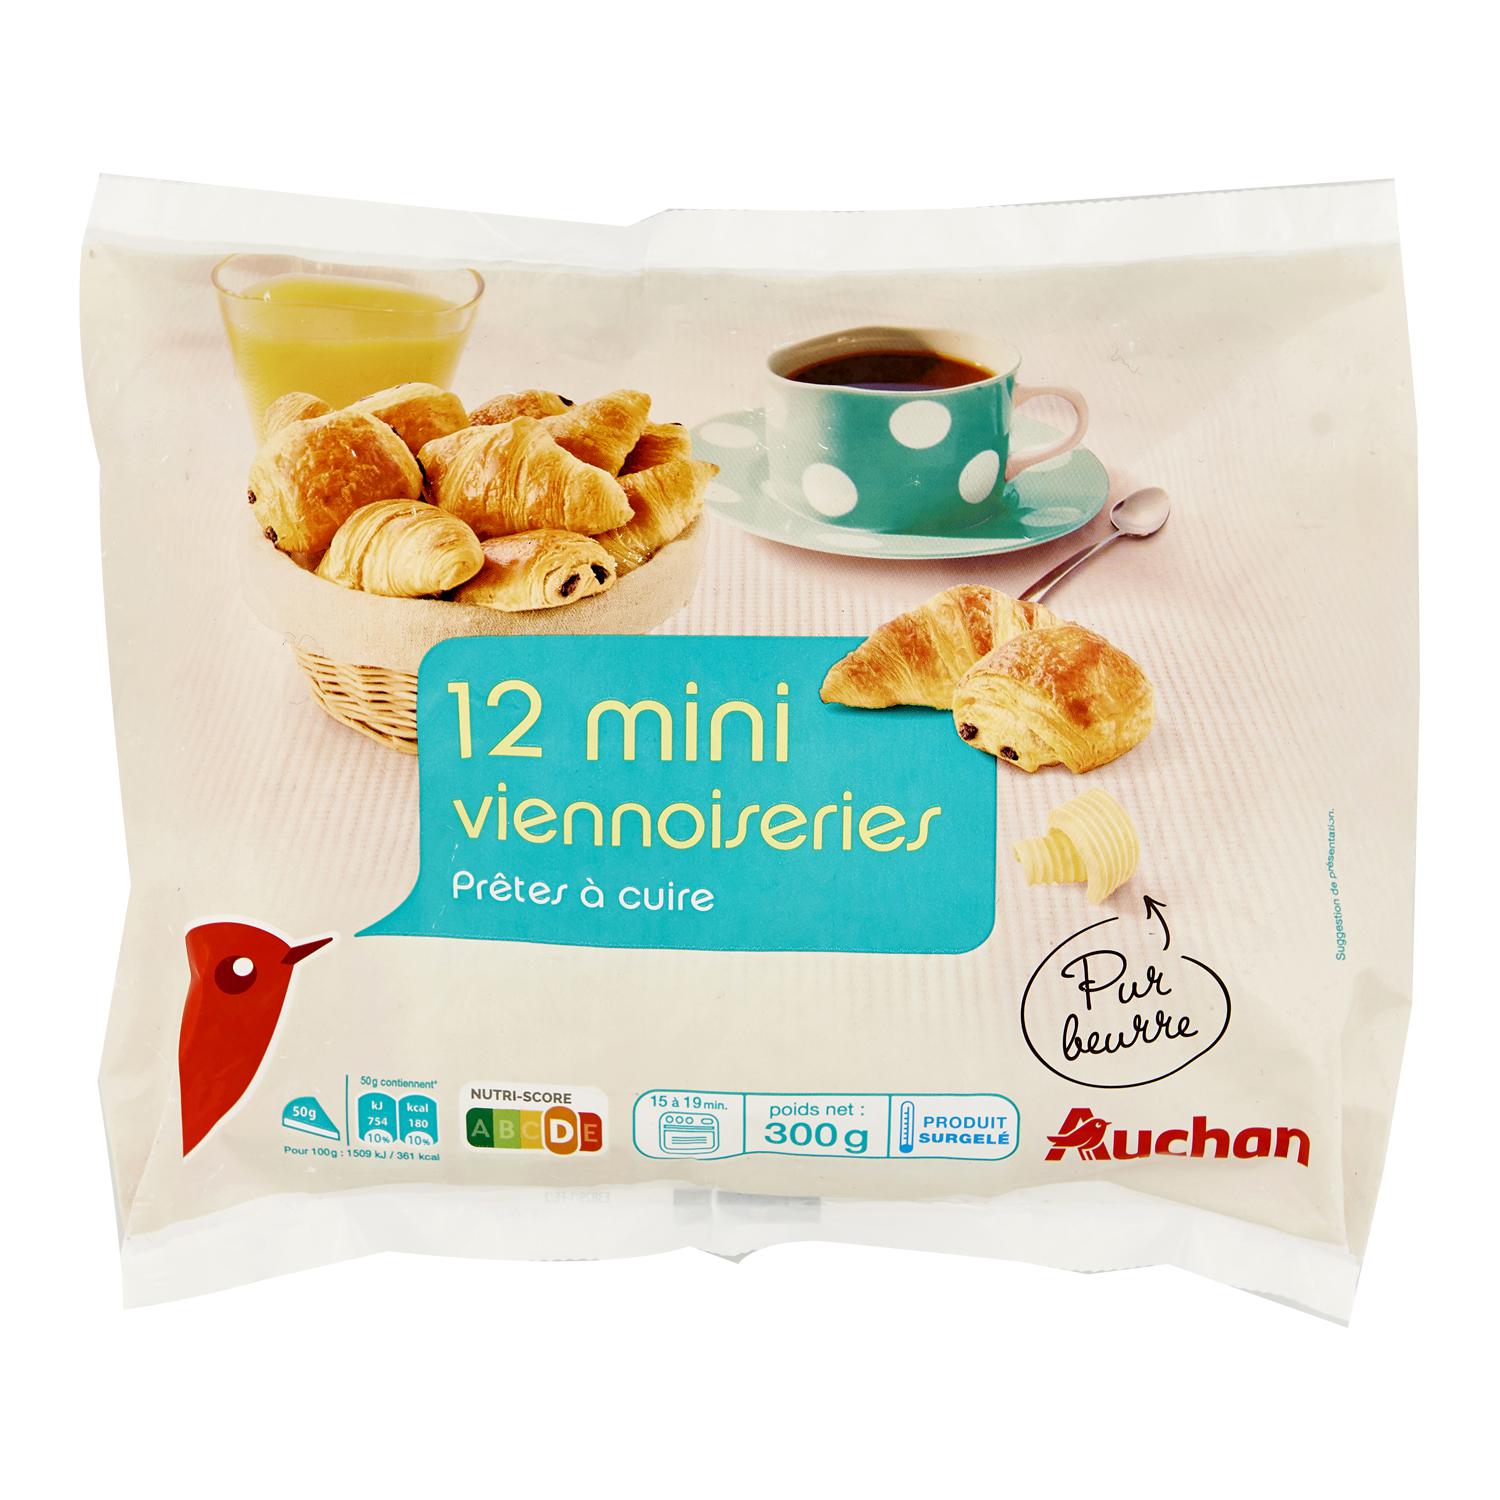 12 mini
viennoiseries
Prêtes à cuire
Suggestion de présentation.
Pur
beurre
50g
50g contiennent*
kJ
754
10%
kcal
180
10%
Pour 100g : 1509 kJ / 361 kcal
NUTRI-SCORE
A B C D E
15 à 19 min.
poids net :
300g
PRODUIT
SURGELÉ
Auchan